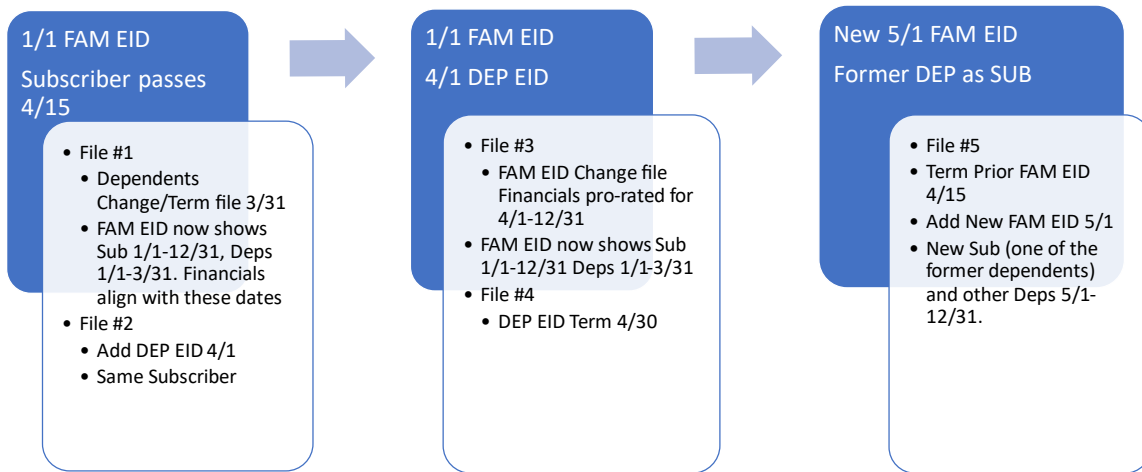 1/1 FAM EID
Subscriber passes
4/15
• File #1
• Dependents
Change/Term file 3/31
• FAM EID now shows
Sub 1/1-12/31, Deps
1/1-3/31. Financials
align with these dates
• File #2
• Add DEP EID 4/1
• Same Subscriber
1/1 FAM EID
4/1 DEP EID
• File #3
• FAM EID Change file
Financials pro-rated for
4/1-12/31
• FAM EID now shows Sub
1/1-12/31 Deps 1/1-3/31
• File #4
• DEP EID Term 4/30
New 5/1 FAM EID
Former DEP as SUB
• File #5
• Term Prior FAM EID
4/15
• Add New FAM EID 5/1
• New Sub (one of the
former dependents)
and other Deps 5/1-
12/31.